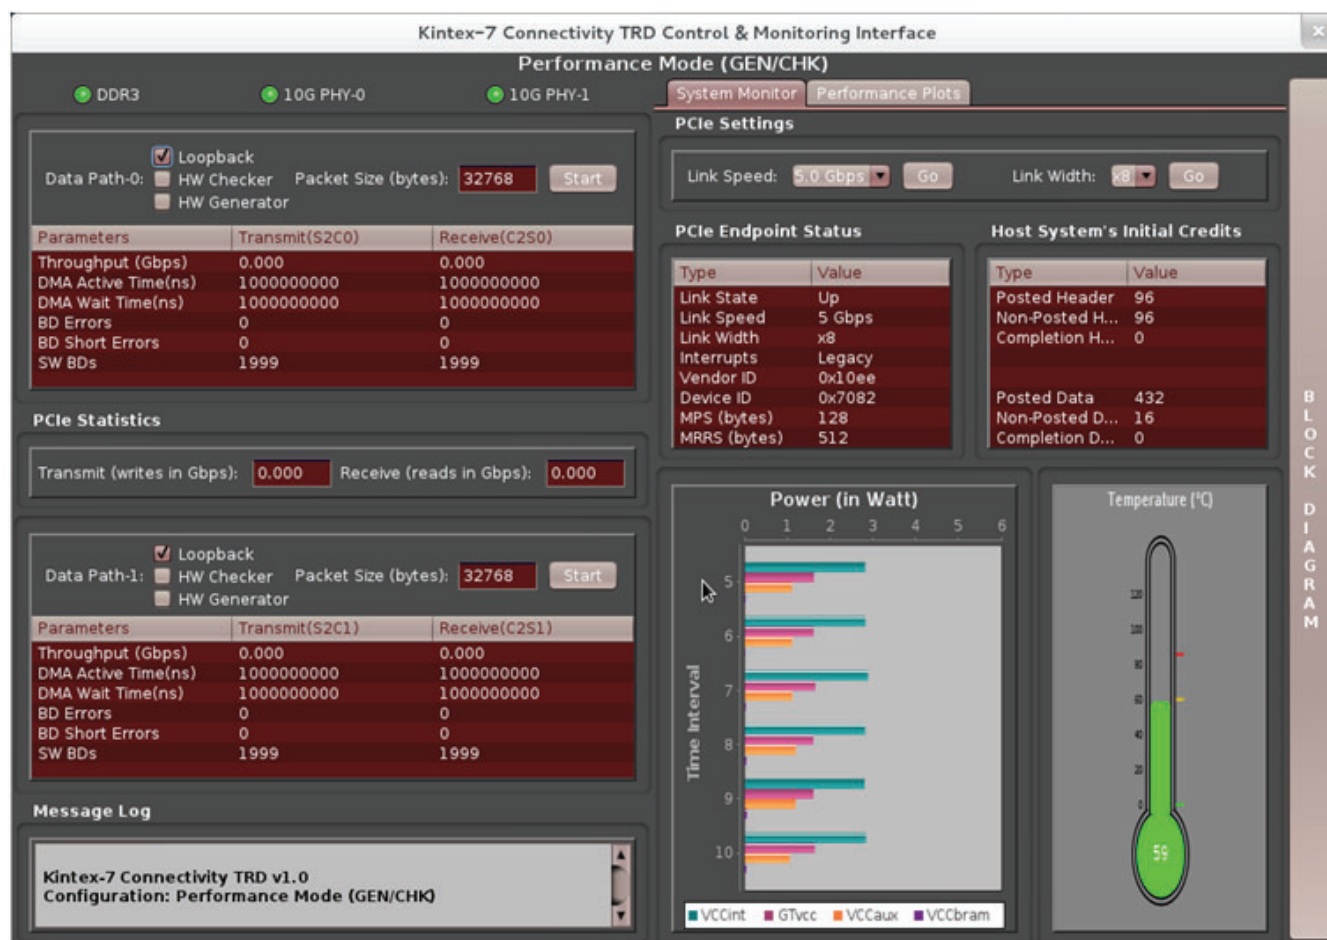 Kintex-7 Connectivity TRD Control & Monitoring Interface
Performance Mode (GEN/CHK)
DDR3 10G PHY-0 10G PHY-1
Data Path-0:
Loopback
HW Checker
HW Generator
Packet Size (bytes): 32768 Start
Parameters Transmit(S2C0) Receive(C2S0)
Throughput (Gbps) 0.000 0.000
DMA Active Time(ns) 1000000000 1000000000
DMA Wait Time(ns) 1000000000 1000000000
BD Errors 0 0
BD Short Errors 0 0
SW BDs 1999 1999
PCIe Statistics
Transmit (writes in Gbps): 0.000 Receive (reads in Gbps): 0.000
Data Path-1:
Loopback
HW Checker
HW Generator
Packet Size (bytes): 32768 Start
Parameters Transmit(S2C1) Receive(C2S1)
Throughput (Gbps) 0.000 0.000
DMA Active Time(ns) 1000000000 1000000000
DMA Wait Time(ns) 1000000000 1000000000
BD Errors 0 0
BD Short Errors 0 0
SW BDs 1999 1999
Message Log
Kintex-7 Connectivity TRD v1.0
Configuration: Performance Mode (GEN/CHK)
System Monitor Performance Plots
PCIe Settings
Link Speed: 5.0 Gbps Go Link Width: x8 Go
PCIe Endpoint Status
Type Value
Link State Up
Link Speed 5 Gbps
Link Width x8
Interrupts Legacy
Vendor ID 0x10ee
Device ID 0x7082
MPS (bytes) 128
MRRS (bytes) 512
Host System's Initial Credits
Type Value
Posted Header 96
Non-Posted H... 96
Completion H... 0
Posted Data 432
Non-Posted D... 16
Completion D... 0
Power (in Watt)
0 1 2 3 4 5 6
Time Interval
5
6
7
8
9
10
VCCint GTvcc VCCaux VCCbram
Temperature (°C)
120
100
80
60
40
20
0
59
BLOCK DIAGRAM